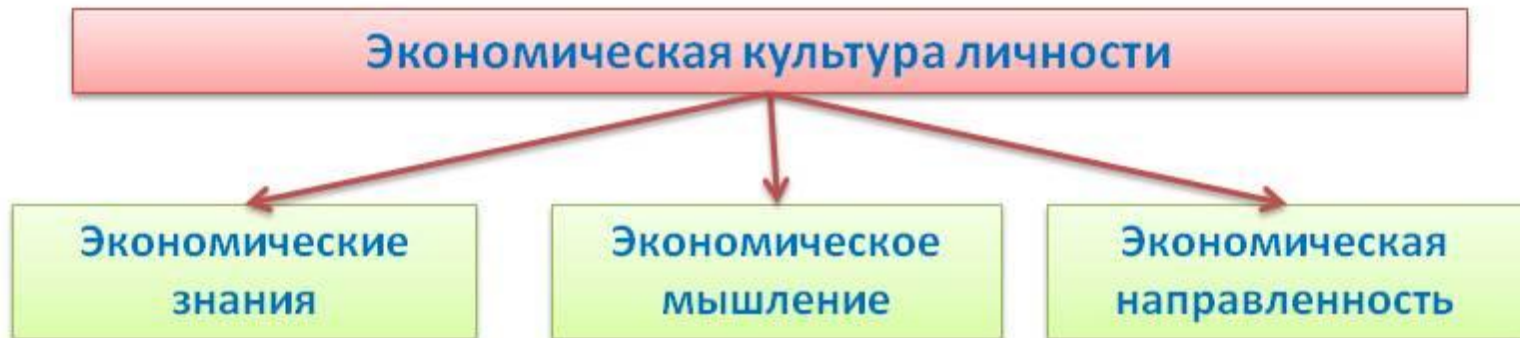 Экономическая культура личности
Экономические
знания
Экономическое
мышление
Экономическая
направленность